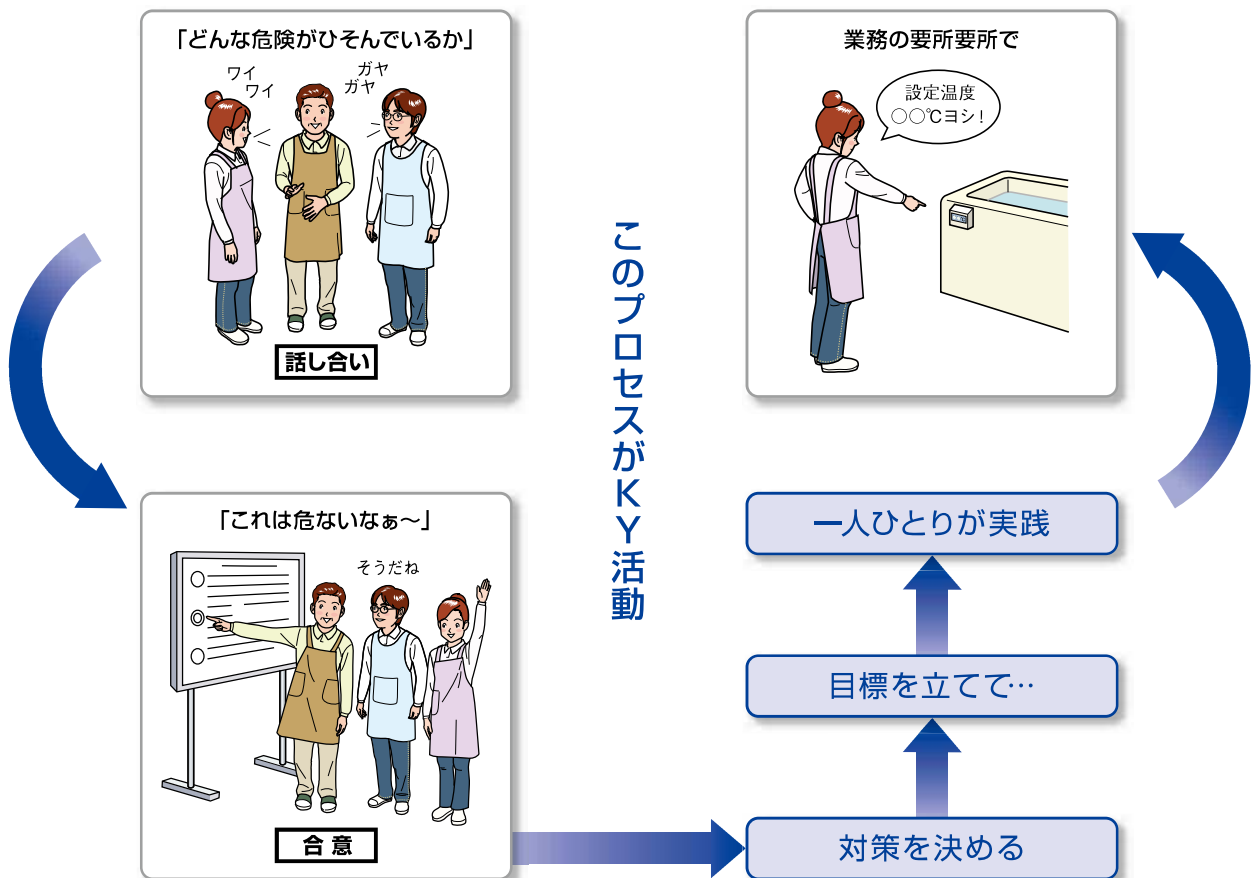 「どんな危険がひそんでいるか」
ワイ
ワイ
ガヤ
ガヤ
話し合い
「これは危ないなぁ～」
そうだね
合意
対策を決める
目標を立てて…
一人ひとりが実践
業務の要所要所で
設定温度
○○℃ヨシ！
このプロセスがＫＹ活動